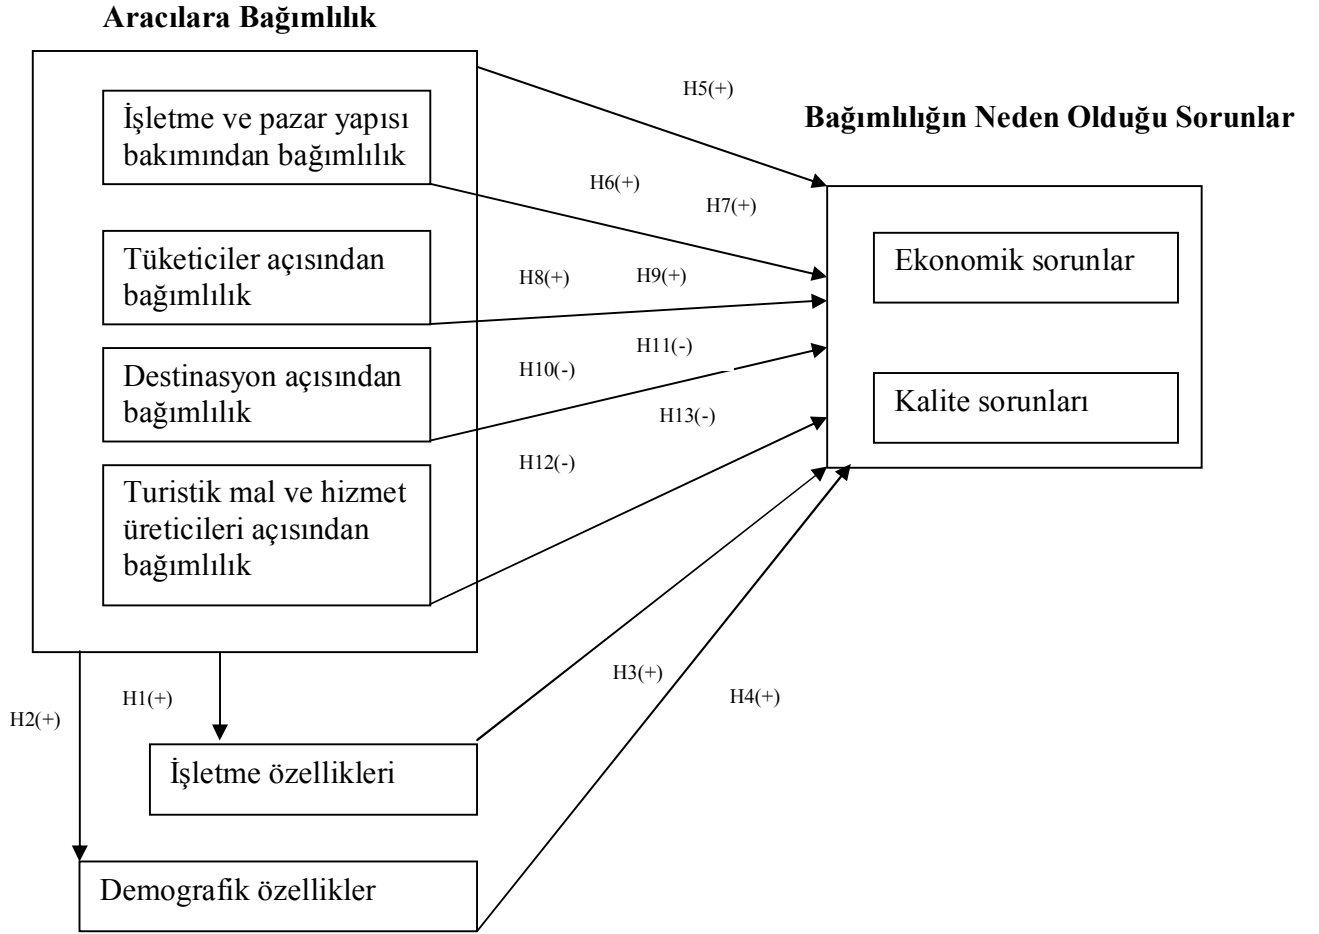 Aracılara Bağımlılık
H5(+)
Bağımlılığın Neden Olduğu Sorunlar
İşletme ve pazar yapısı
bakımından bağımlılık
H6(+)
H7(+)
Tüketiciler açısından
bağımlılık
H8(+)
H9(+)
Ekonomik sorunlar
Destinasyon açısından
bağımlılık
H10(-)
H11(-)
Kalite sorunları
H13(-)
H12(-)
Turistik mal ve hizmet
üreticileri açısından
bağımlılık
H3(+)
H4(+)
H1(+)
H2(+)
İşletme özellikleri
Demografik özellikler